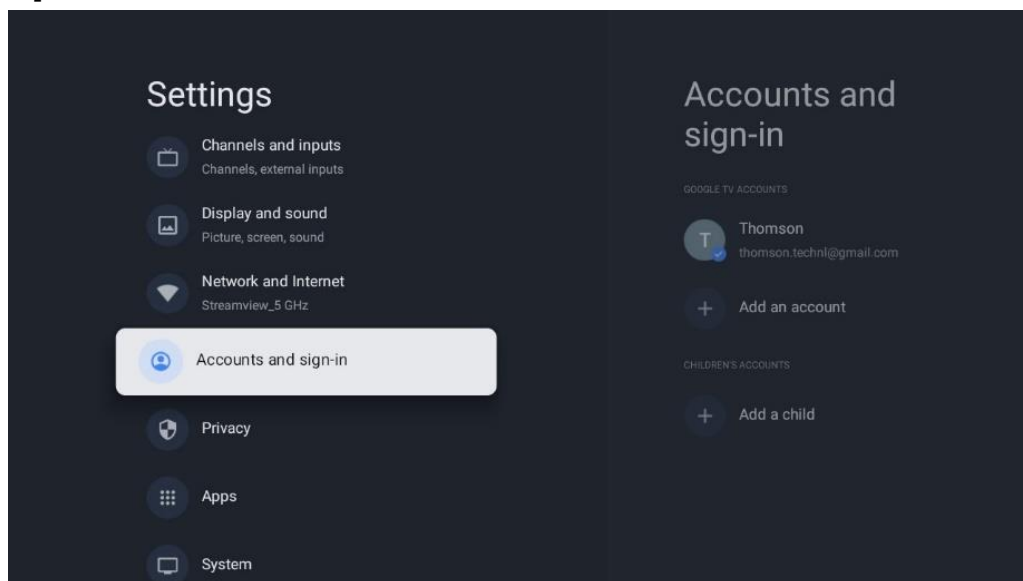 Settings
Channels and inputs
Channels, external inputs
Display and sound
Picture, screen, sound
Network and Internet
Streamview_5 GHz
Accounts and sign-in
Privacy
Apps
System
Accounts and
sign-in
GOOGLE TV ACCOUNTS
T
Thomson
thomson.technl@gmail.com
Add an account
CHILDREN'S ACCOUNTS
Add a child